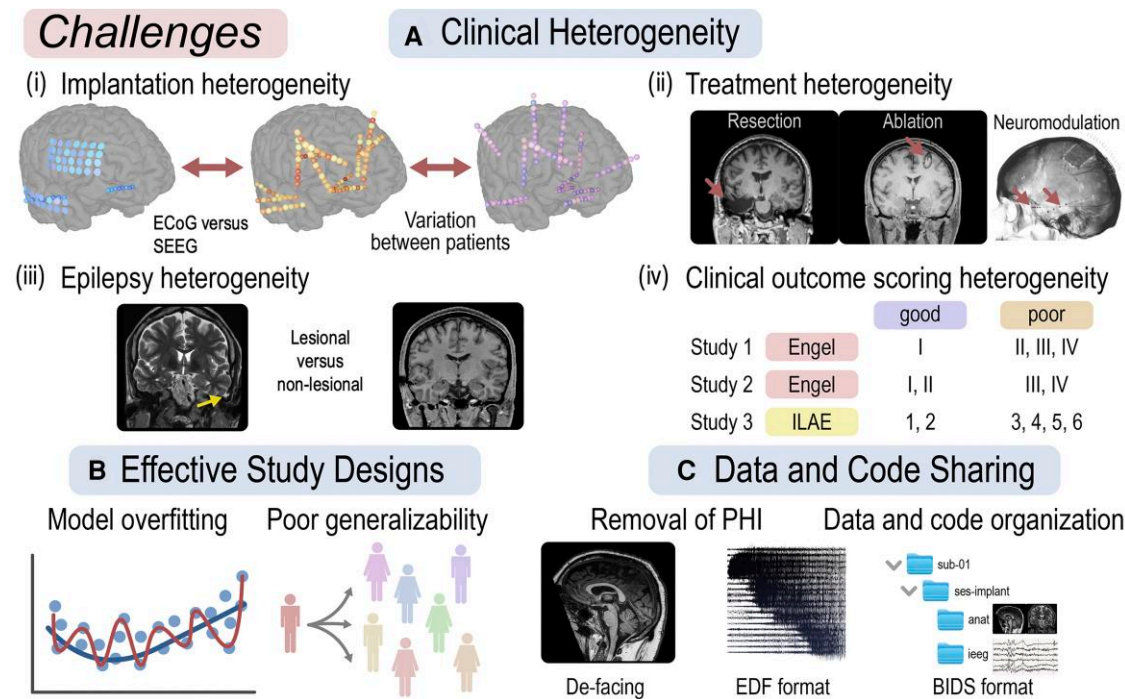 Challenges
A Clinical Heterogeneity
(i) Implantation heterogeneity
ECoG versus
SEEG
Variation
between patients
(ii) Treatment heterogeneity
Resection
Ablation
Neuromodulation
(iii) Epilepsy heterogeneity
Lesional
versus
non-lesional
(iv) Clinical outcome scoring heterogeneity
good poor
Study 1 Engel I II, III, IV
Study 2 Engel I, II III, IV
Study 3 ILAE 1, 2 3, 4, 5, 6
B Effective Study Designs
Model overfitting
Poor generalizability
C Data and Code Sharing
Removal of PHI
Data and code organization
sub-01
ses-implant
anat
ieeg
De-facing
EDF format
BIDS format